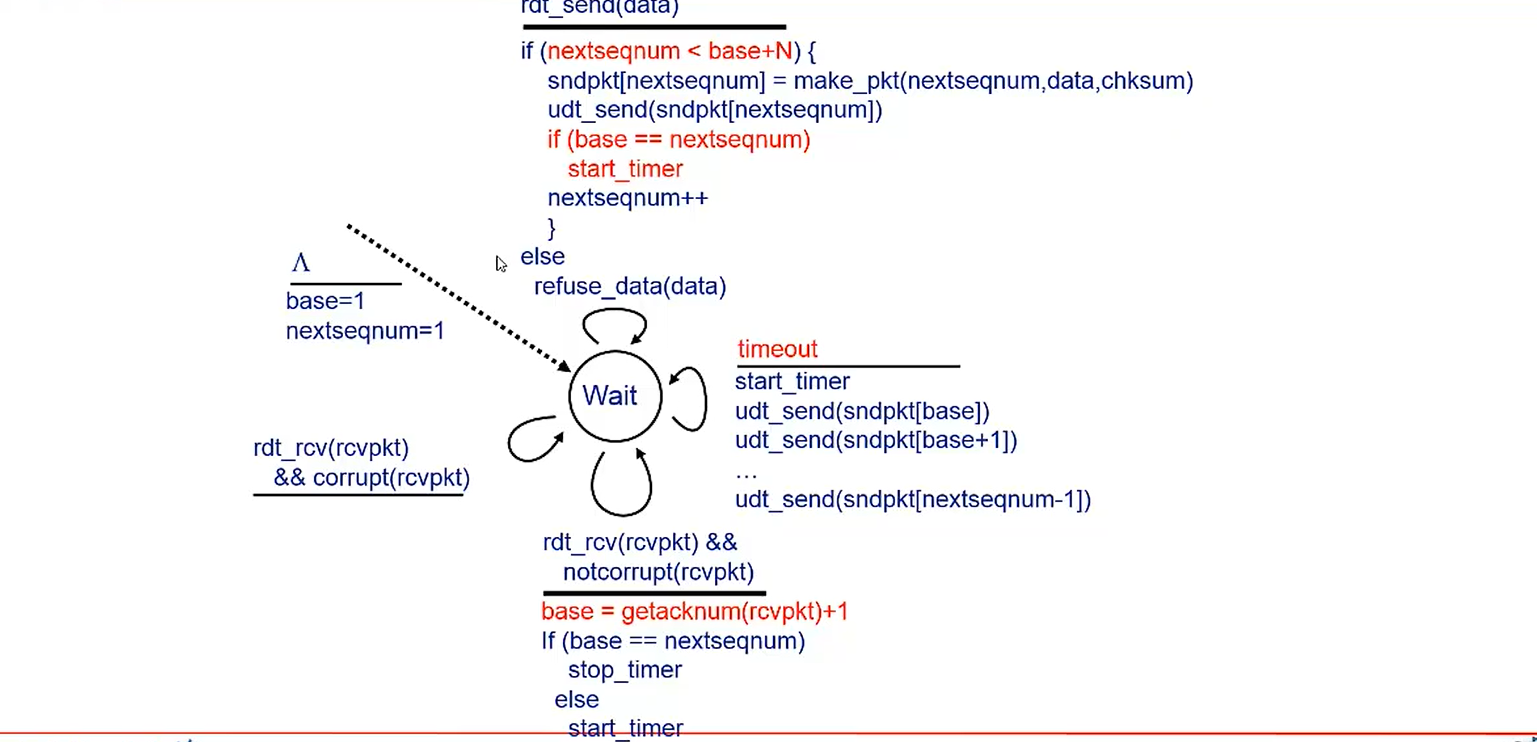 rdt_send(data)
if (nextseqnum < base+N) {
sndpkt[nextseqnum] = make_pkt(nextseqnum,data,chksum)
udt_send(sndpkt[nextseqnum])
if (base == nextseqnum)
start_timer
nextseqnum++
}
else
refuse_data(data)
Λ
base=1
nextseqnum=1
Wait
timeout
start_timer
udt_send(sndpkt[base])
udt_send(sndpkt[base+1])
…
udt_send(sndpkt[nextseqnum-1])
rdt_rcv(rcvpkt)
&& corrupt(rcvpkt)
rdt_rcv(rcvpkt) &&
notcorrupt(rcvpkt)
base = getacknum(rcvpkt)+1
If (base == nextseqnum)
stop_timer
else
start_timer